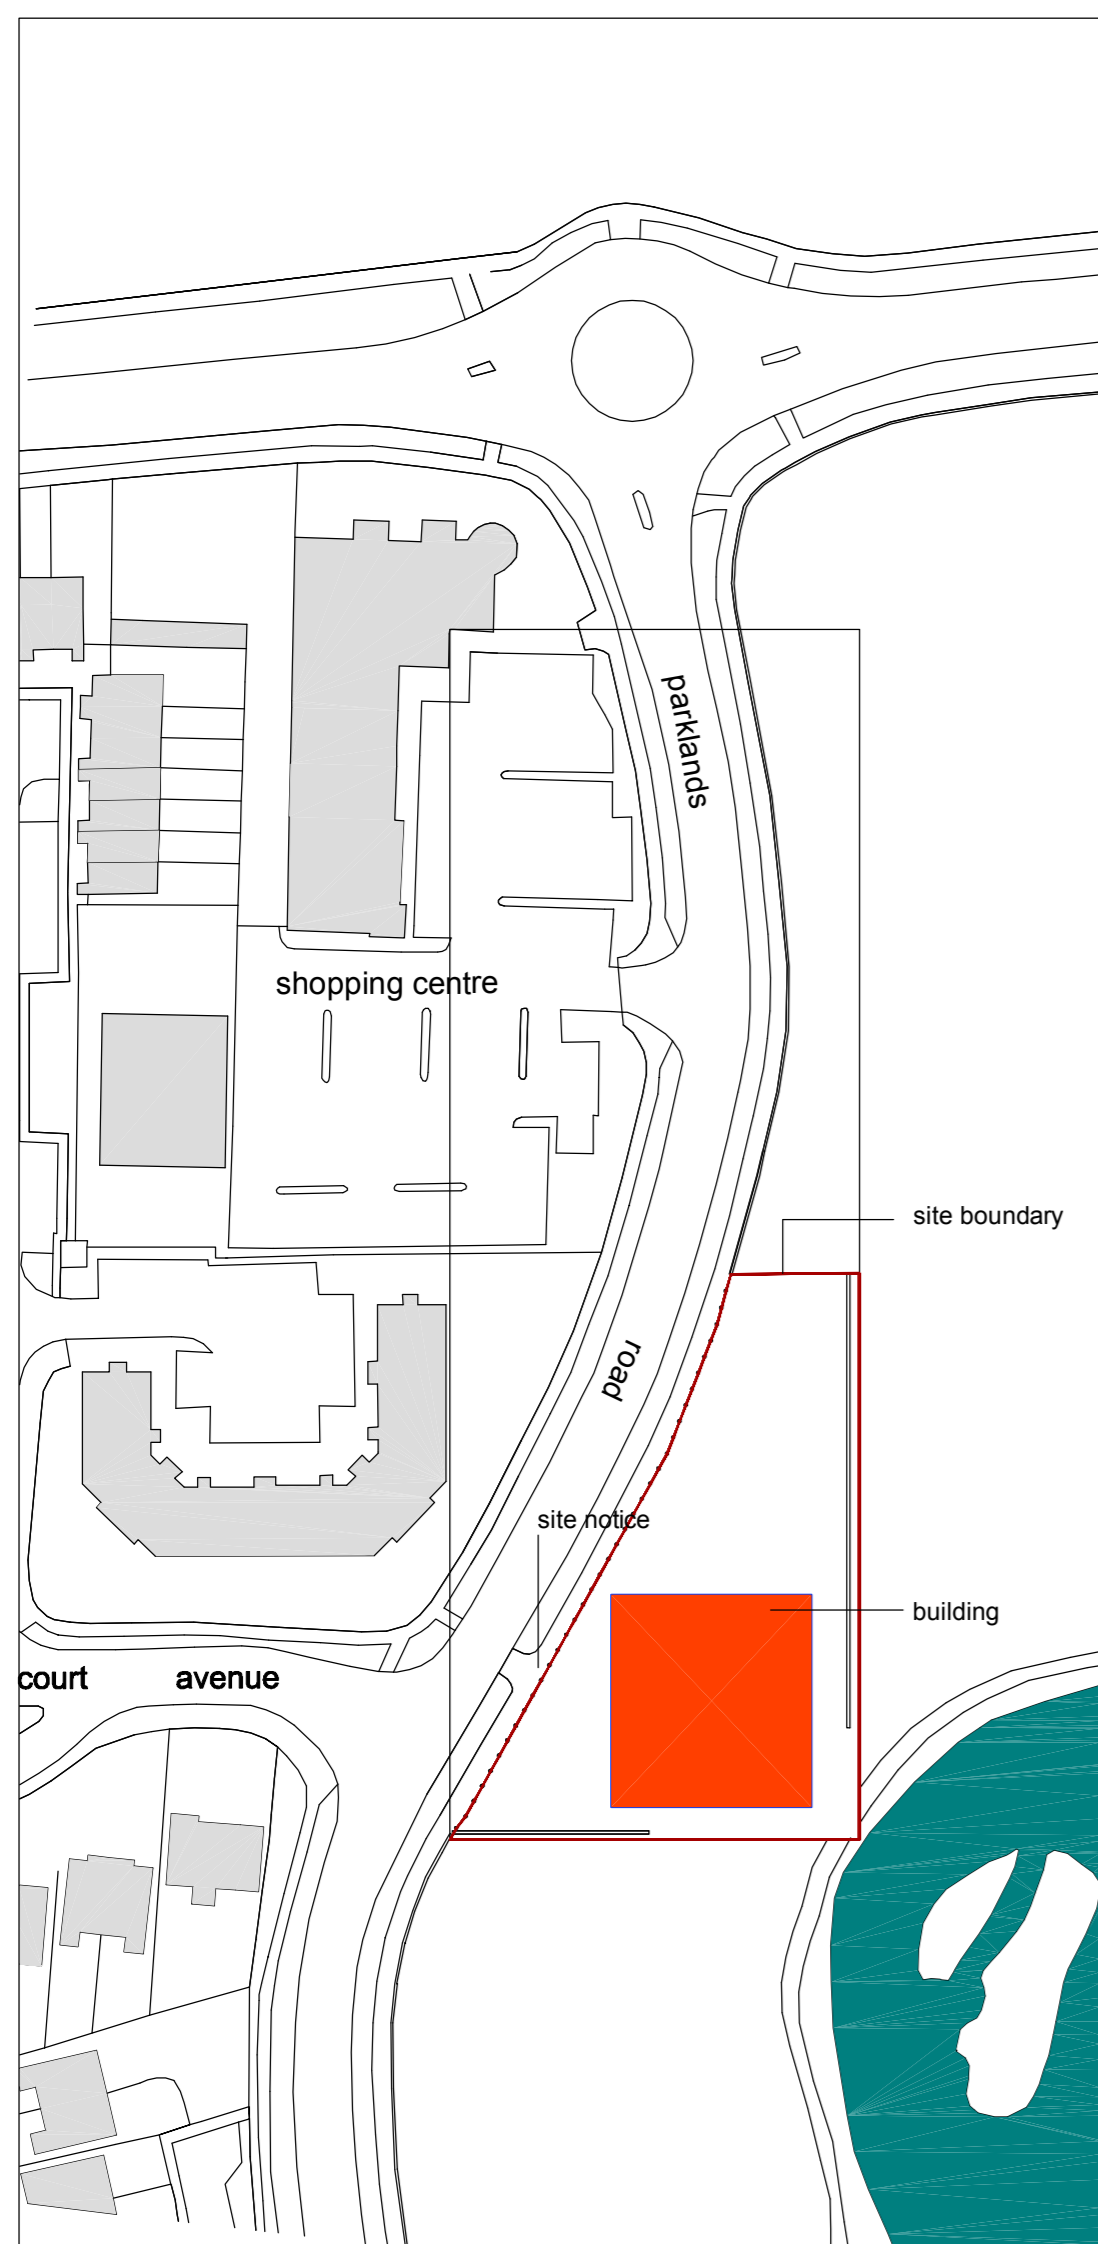 parklands
shopping centre
site boundary
road
site notice
building
court avenue